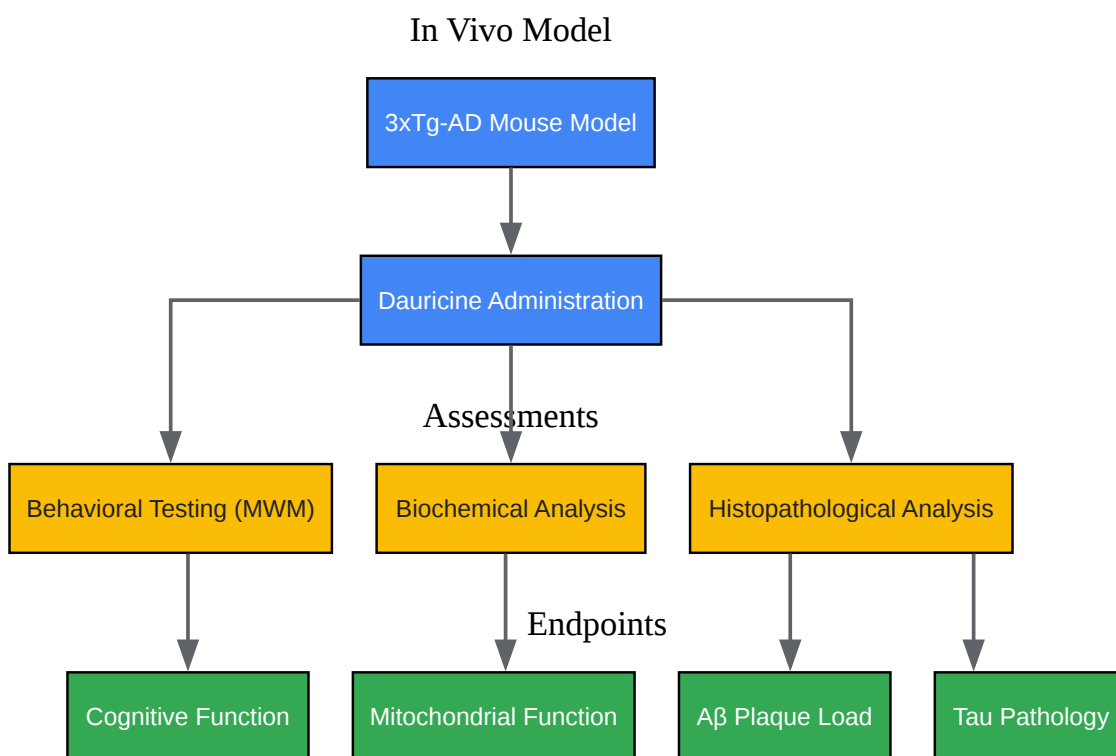 In Vivo Model
3xTg-AD Mouse Model
Dauricine Administration
Assessments
Behavioral Testing (MWM)
Biochemical Analysis
Histopathological Analysis
Endpoints
Cognitive Function
Mitochondrial Function
Aβ Plaque Load
Tau Pathology